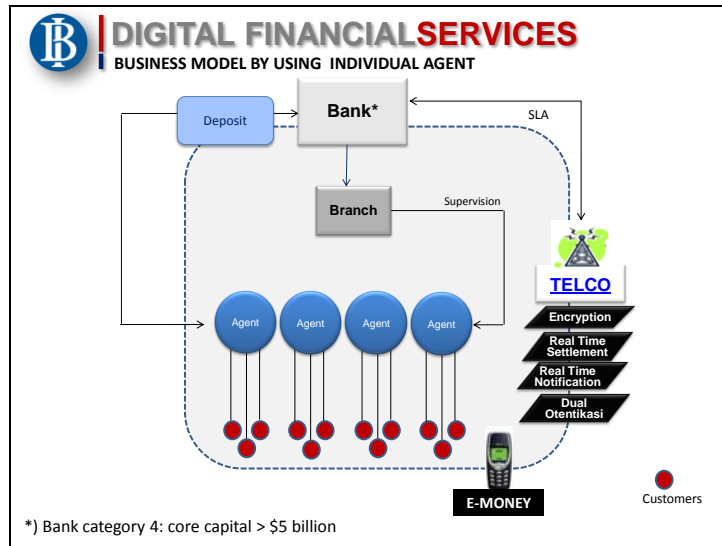 DIGITAL FINANCIALSERVICES
BUSINESS MODEL BY USING INDIVIDUAL AGENT
Deposit
Bank*
SLA
Branch
Supervision
TELCO
Agent
Agent
Agent
Agent
Encryption
Real Time
Settlement
Real Time
Notification
Dual
Otentikasi
E-MONEY
Customers
*) Bank category 4: core capital > $5 billion